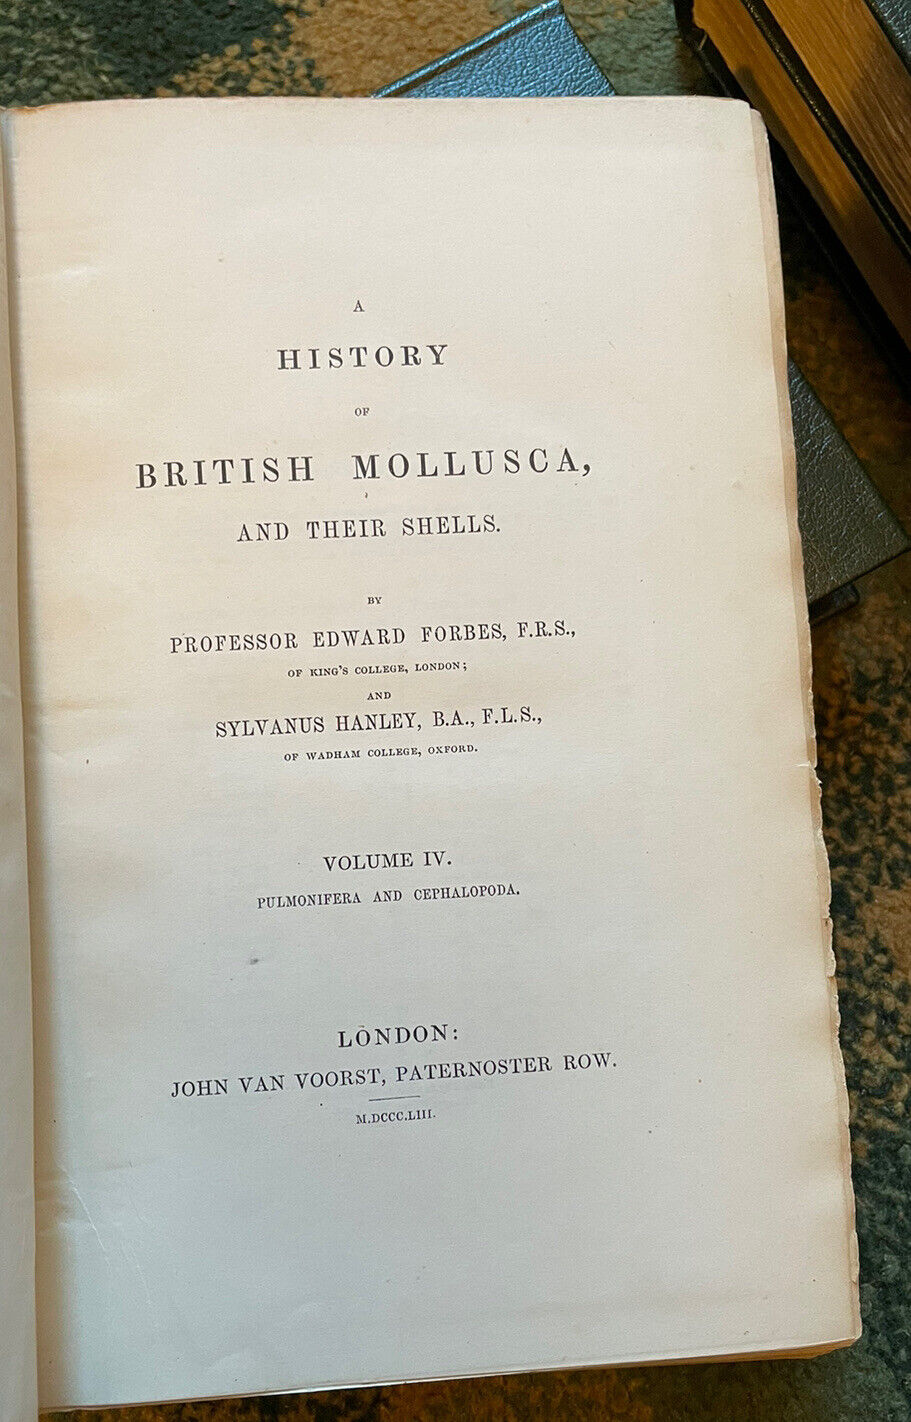 A
HISTORY
OF
BRITISH MOLLUSCA,
AND THEIR SHELLS.
BY
PROFESSOR EDWARD FORBES, F.R.S.,
OF KING'S COLLEGE, LONDON;
AND
SYLVANUS HANLEY, B.A., F.L.S.,
OF WADHAM COLLEGE, OXFORD.
VOLUME IV.
PULMONIFERA AND CEPHALOPODA.
LONDON:
JOHN VAN VOORST, PATERNOSTER ROW.
M.DCCC.LIII.